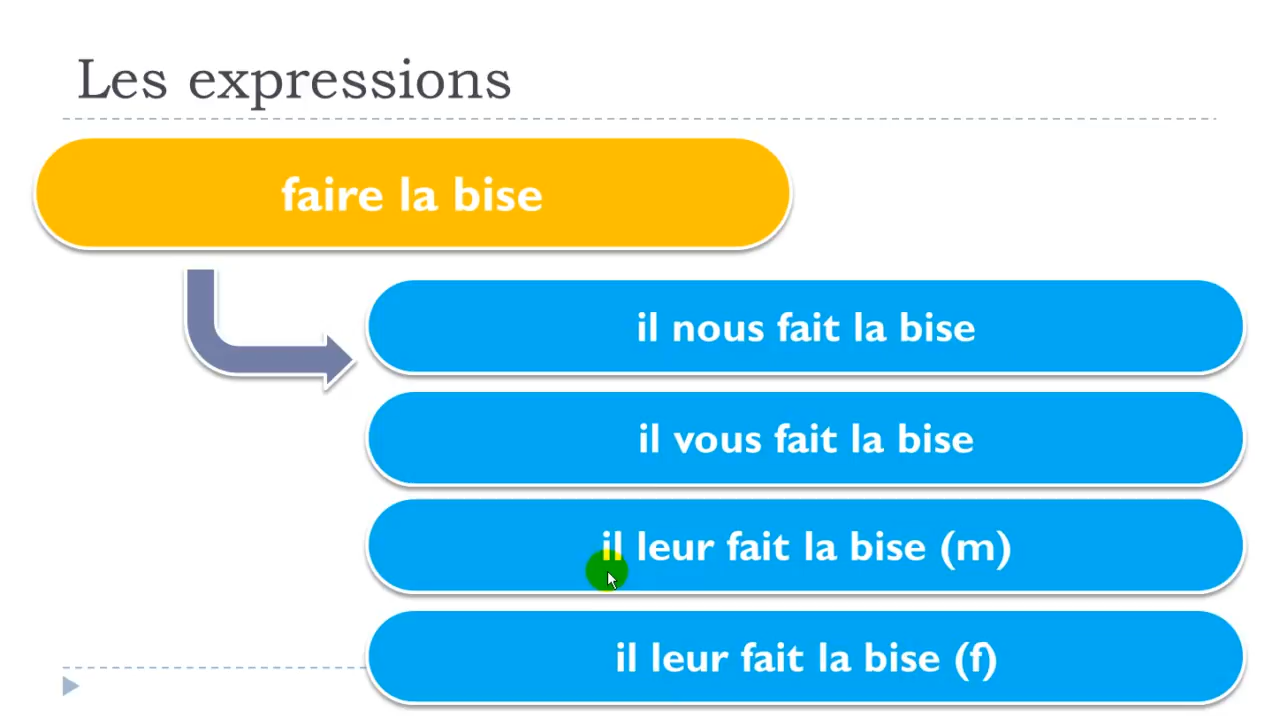 Les expressions
faire la bise
il nous fait la bise
il vous fait la bise
il leur fait la bise (m)
il leur fait la bise (f)